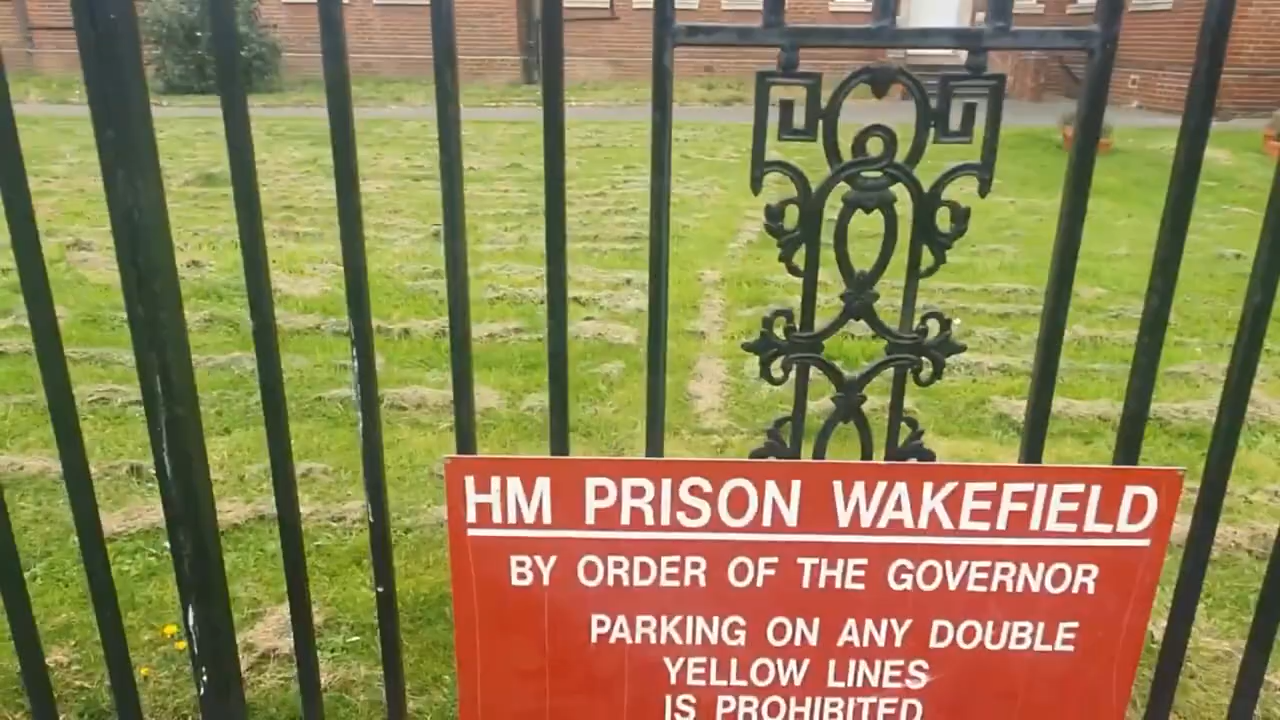 HM PRISON WAKEFIELD
BY ORDER OF THE GOVERNOR
PARKING ON ANY DOUBLE
YELLOW LINES
IS PROHIBITED